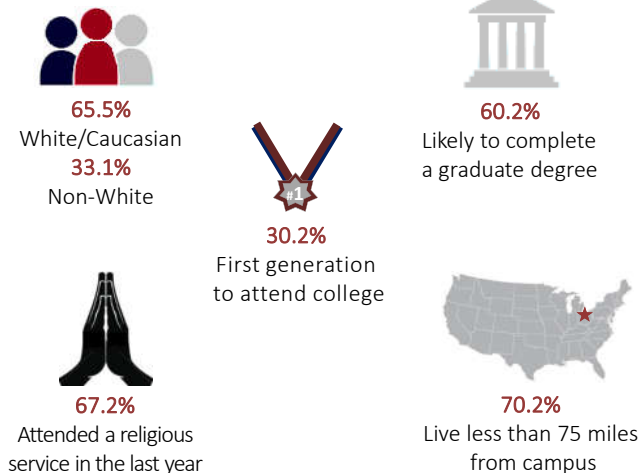 65.5%
White/Caucasian
33.1%
Non-White
60.2%
Likely to complete
a graduate degree
#1
30.2%
First generation
to attend college
67.2%
Attended a religious
service in the last year
70.2%
Live less than 75 miles
from campus